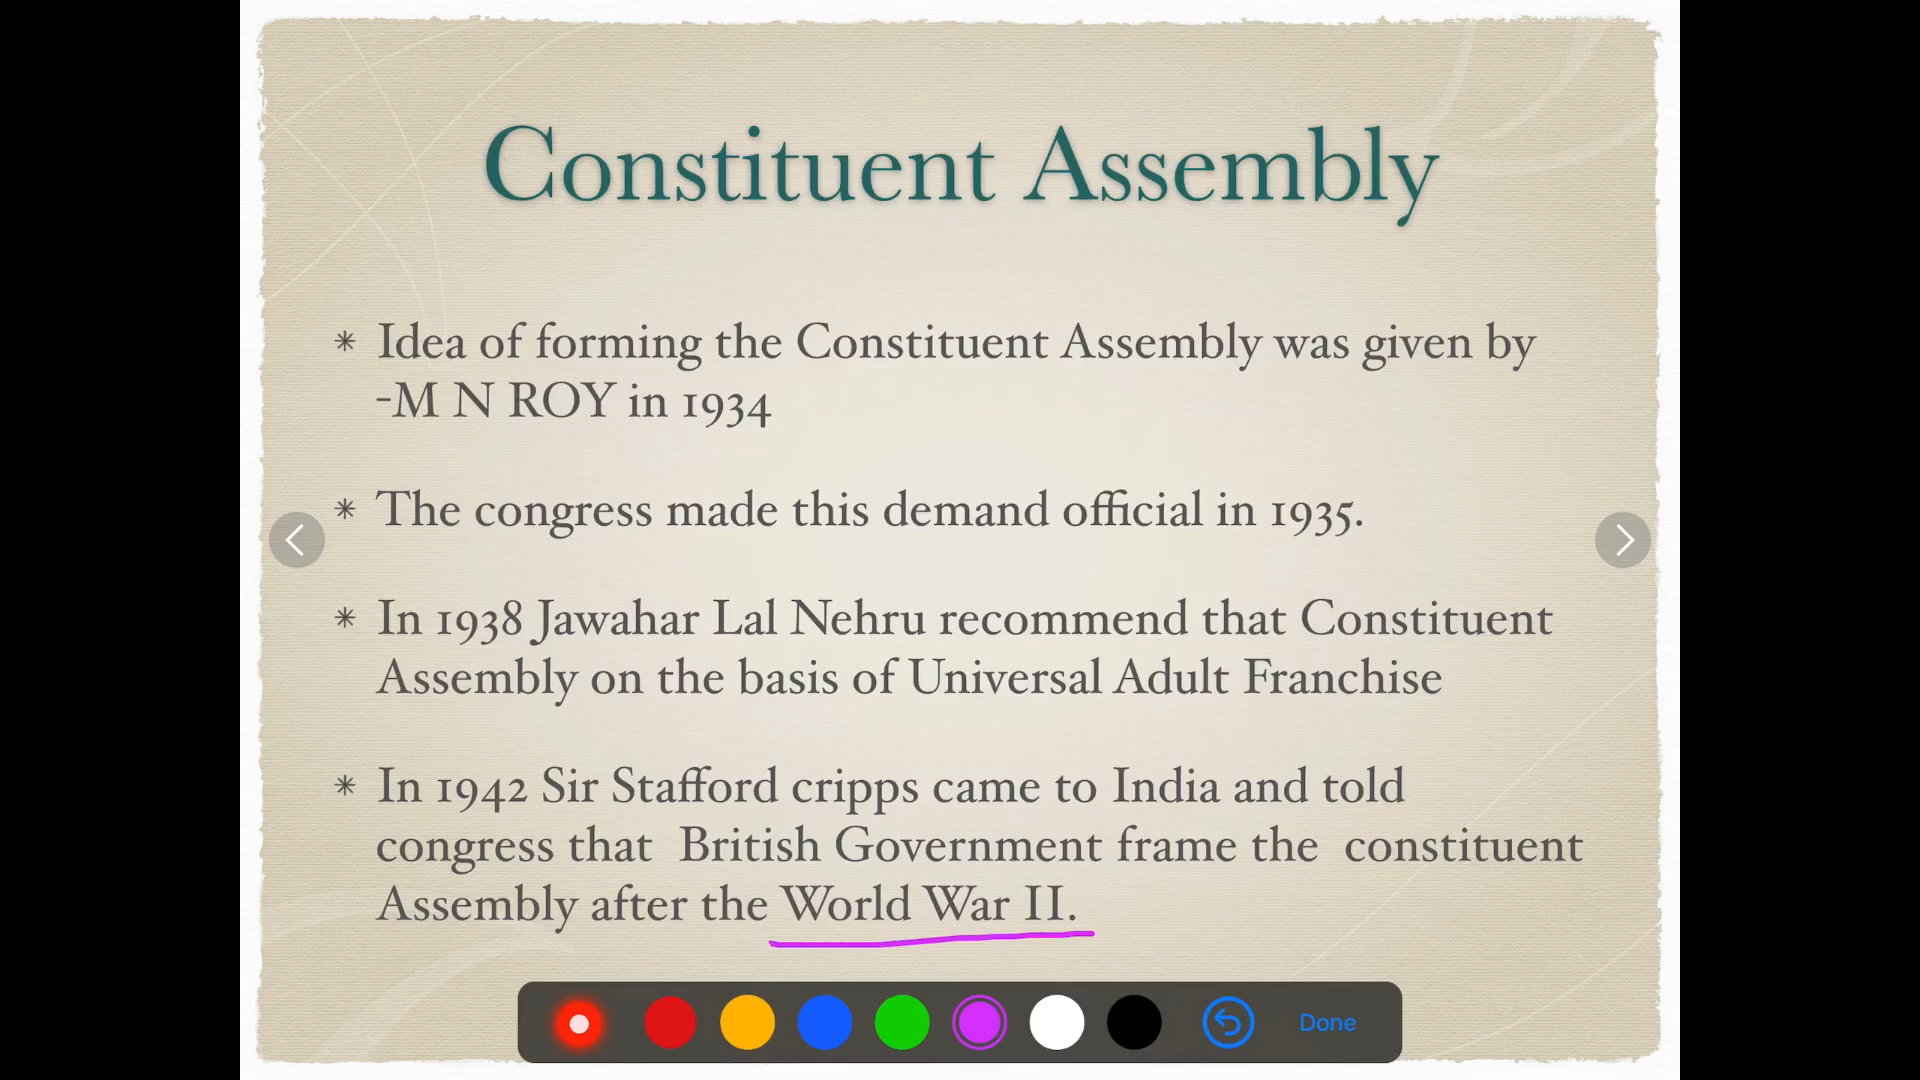 Constituent Assembly
* Idea of forming the Constituent Assembly was given by
-M N ROY in 1934
* The congress made this demand official in 1935.
* In 1938 Jawahar Lal Nehru recommend that Constituent
Assembly on the basis of Universal Adult Franchise
* In 1942 Sir Stafford cripps came to India and told
congress that British Government frame the constituent
Assembly after the World War II.
Done